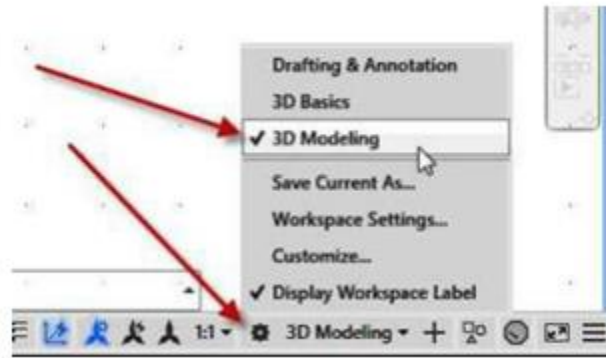 Drafting & Annotation
3D Basics
✓ 3D Modeling
Save Current As...
Workspace Settings...
Customize...
✓ Display Workspace Label
1:1 3D Modeling